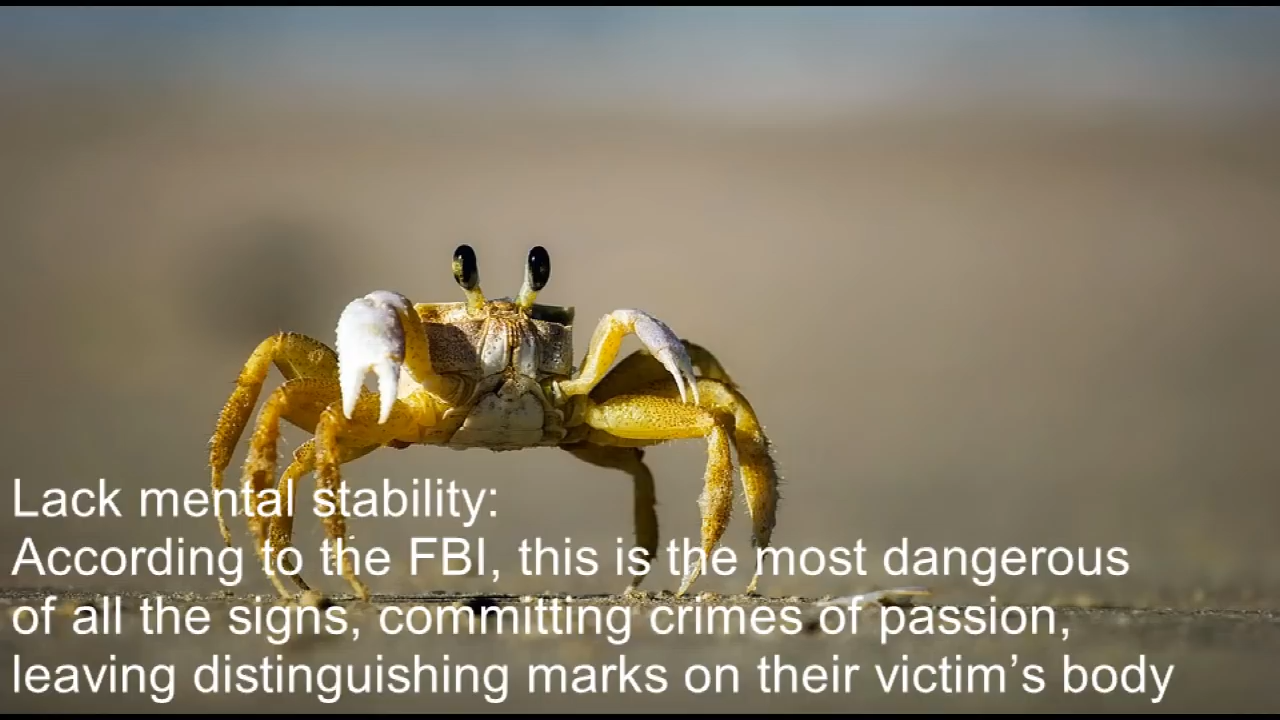 Lack mental stability:
According to the FBI, this is the most dangerous
of all the signs, committing crimes of passion,
leaving distinguishing marks on their victim’s body